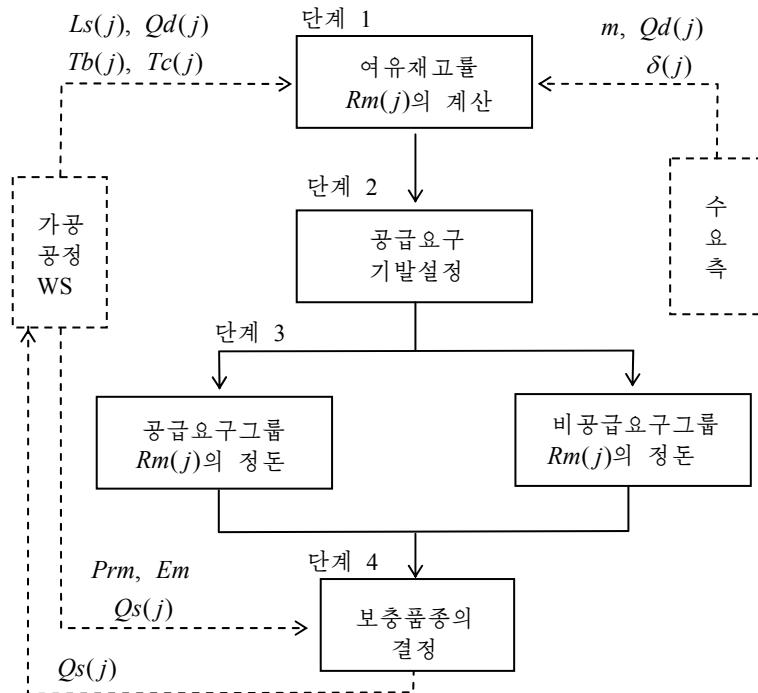 단계 1
Ls(j), Qd(j)
Tb(j), Tc(j)
여유재고률
Rm(j)의 계산
m, Qd(j)
δ(j)
단계 2
가공
공정
WS
공급요구
기발설정
수
요
측
단계 3
공급요구그룹
Rm(j)의 정돈
비공급요구그룹
Rm(j)의 정돈
단계 4
Prm, Em
Qs(j)
보충품종의
결정
Qs(j)